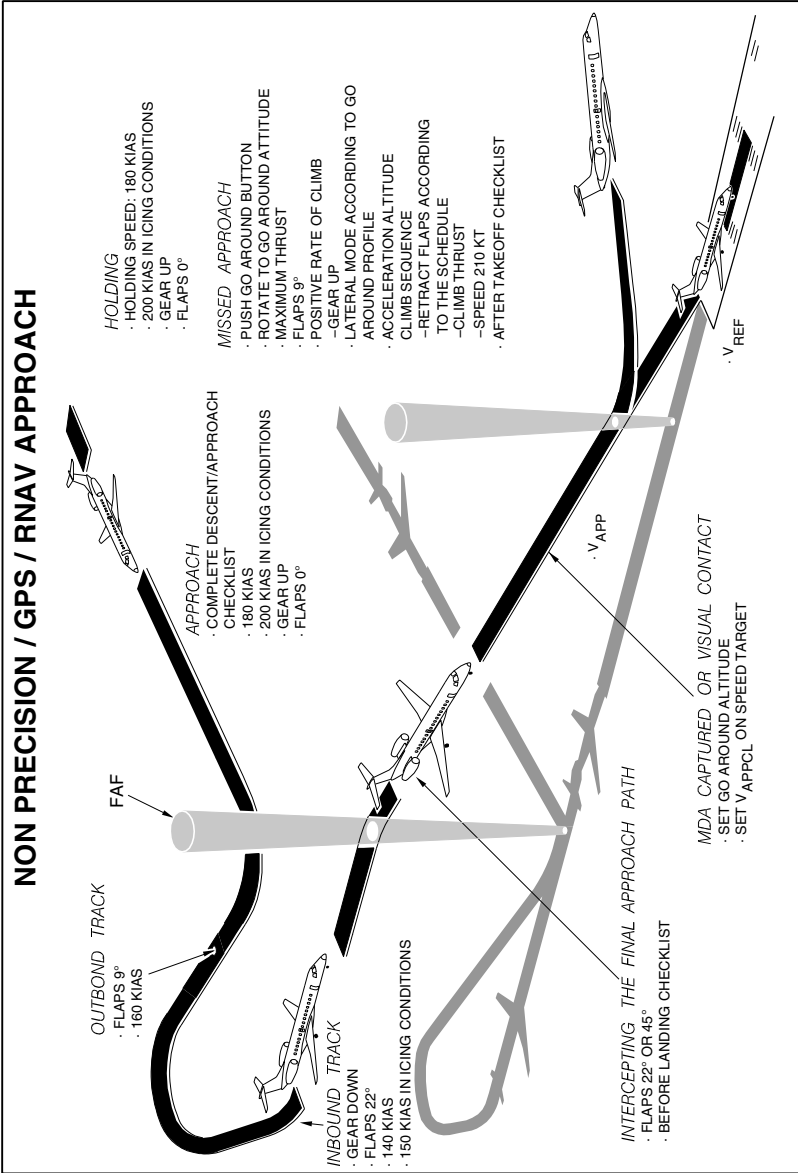 NON PRECISION / GPS / RNAV APPROACH
HOLDING
· HOLDING SPEED: 180 KIAS
· 200 KIAS IN ICING CONDITIONS
· GEAR UP
· FLAPS 0°
APPROACH
· COMPLETE DESCENT/APPROACH
CHECKLIST
· 180 KIAS
· 200 KIAS IN ICING CONDITIONS
· GEAR UP
· FLAPS 0°
FAF
OUTBOND TRACK
· FLAPS 9°
· 160 KIAS
INBOUND TRACK
· GEAR DOWN
· FLAPS 22°
· 140 KIAS
· 150 KIAS IN ICING CONDITIONS
INTERCEPTING THE FINAL APPROACH PATH
· FLAPS 22° OR 45°
· BEFORE LANDING CHECKLIST
MDA CAPTURED OR VISUAL CONTACT
· SET GO AROUND ALTITUDE
· SET VAPPCL ON SPEED TARGET
· VAPP
· VREF
MISSED APPROACH
· PUSH GO AROUND BUTTON
· ROTATE TO GO AROUND ATTITUDE
· MAXIMUM THRUST
· FLAPS 9°
· POSITIVE RATE OF CLIMB
–GEAR UP
· LATERAL MODE ACCORDING TO GO
AROUND PROFILE
· ACCELERATION ALTITUDE
CLIMB SEQUENCE
–RETRACT FLAPS ACCORDING
TO THE SCHEDULE
–CLIMB THRUST
–SPEED 210 KT
· AFTER TAKEOFF CHECKLIST